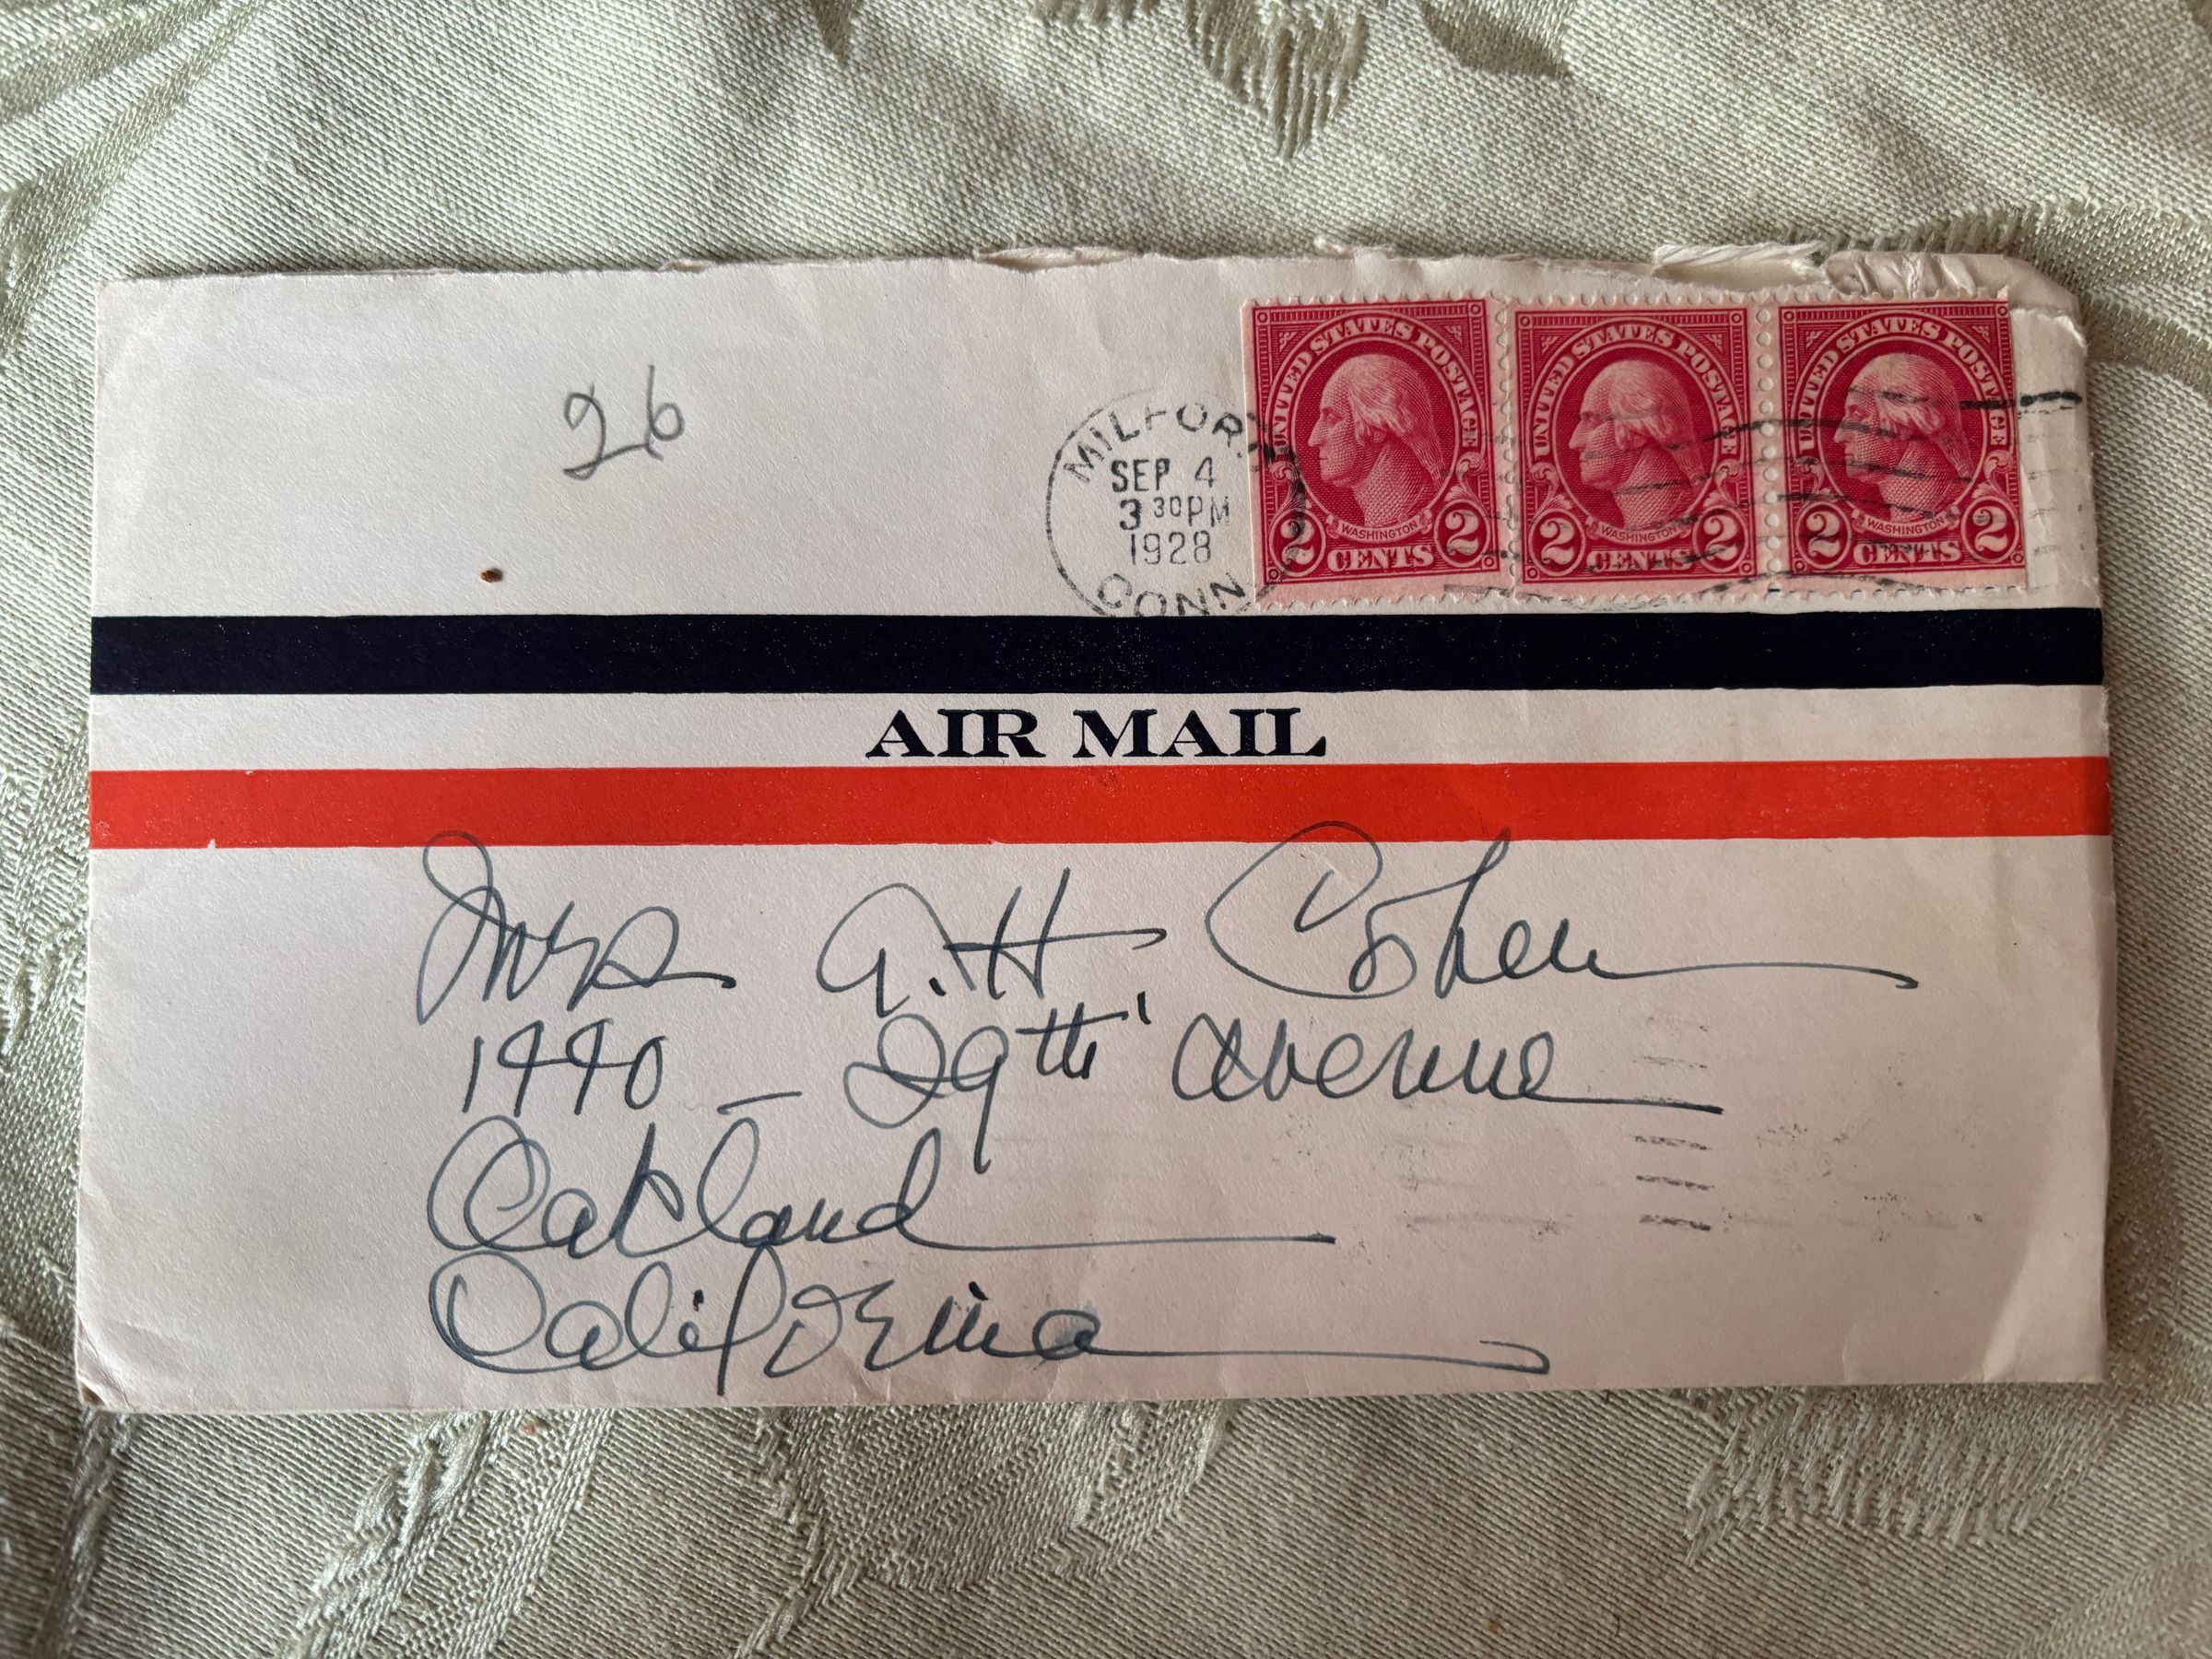 26
MILFORD
SEP 4
3 30 PM
1928
CONN
UNITED STATES POSTAGE
WASHINGTON
2 CENTS 2
UNITED STATES POSTAGE
WASHINGTON
2 CENTS 2
UNITED STATES POSTAGE
WASHINGTON
2 CENTS 2
AIR MAIL
Mrs A.H Cohen
1440 - 29th Avenue
Oakland
California